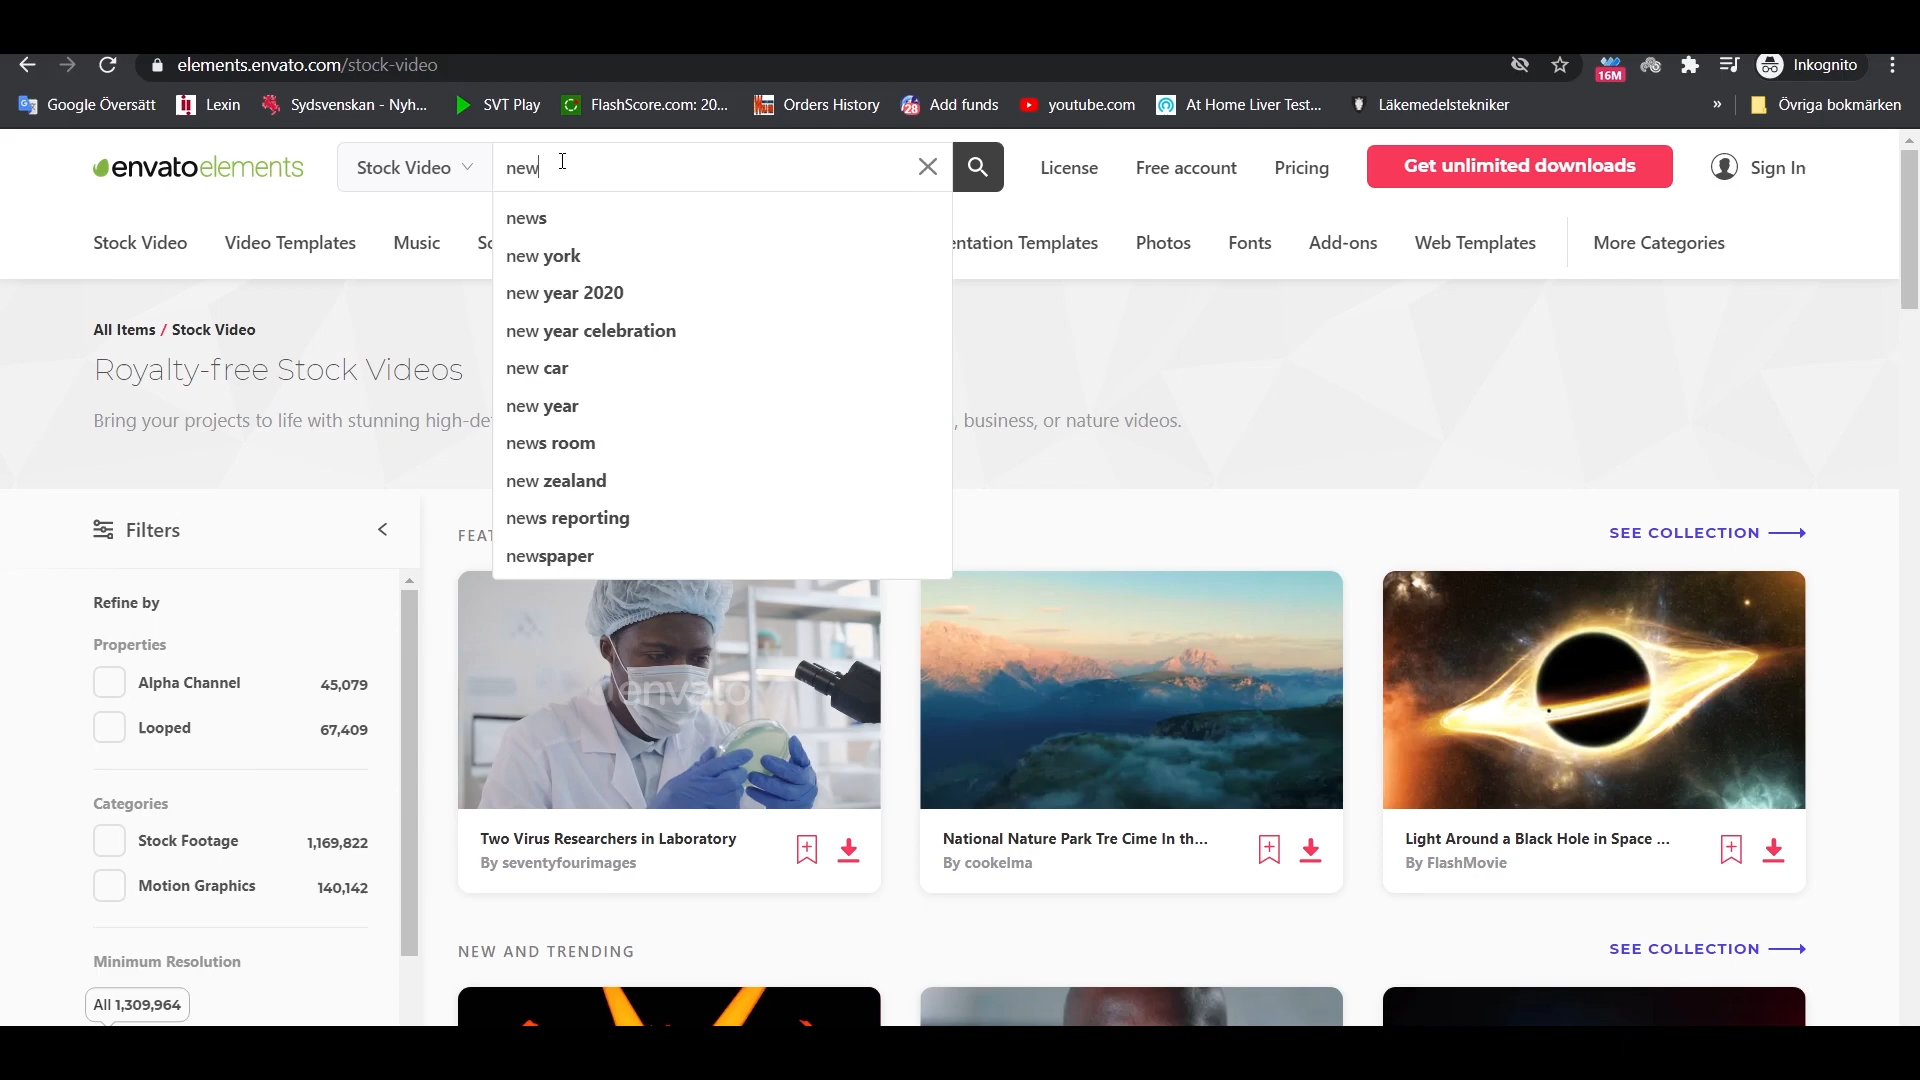 elements.envato.com/stock-video
16M
Inkognito
Google Översätt
Lexin
Sydsvenskan - Nyh...
SVT Play
FlashScore.com: 20...
Orders History
28
Add funds
youtube.com
At Home Liver Test...
Läkemedelstekniker
»
Övriga bokmärken
envatoelements
Stock Video
new
License
Free account
Pricing
Get unlimited downloads
Sign In
Stock Video
Video Templates
Music
entation Templates
Photos
Fonts
Add-ons
Web Templates
More Categories
news
new york
new year 2020
new year celebration
new car
new year
news room
new zealand
news reporting
newspaper
All Items / Stock Video
Royalty-free Stock Videos
Bring your projects to life with stunning high-de
, business, or nature videos.
Filters
SEE COLLECTION
Refine by
Properties
Alpha Channel 45,079
Looped 67,409
Categories
Stock Footage 1,169,822
Motion Graphics 140,142
Minimum Resolution
All 1,309,964
envato
Two Virus Researchers in Laboratory
By seventyfourimages
National Nature Park Tre Cime In th...
By cookelma
Light Around a Black Hole in Space ...
By FlashMovie
NEW AND TRENDING
SEE COLLECTION